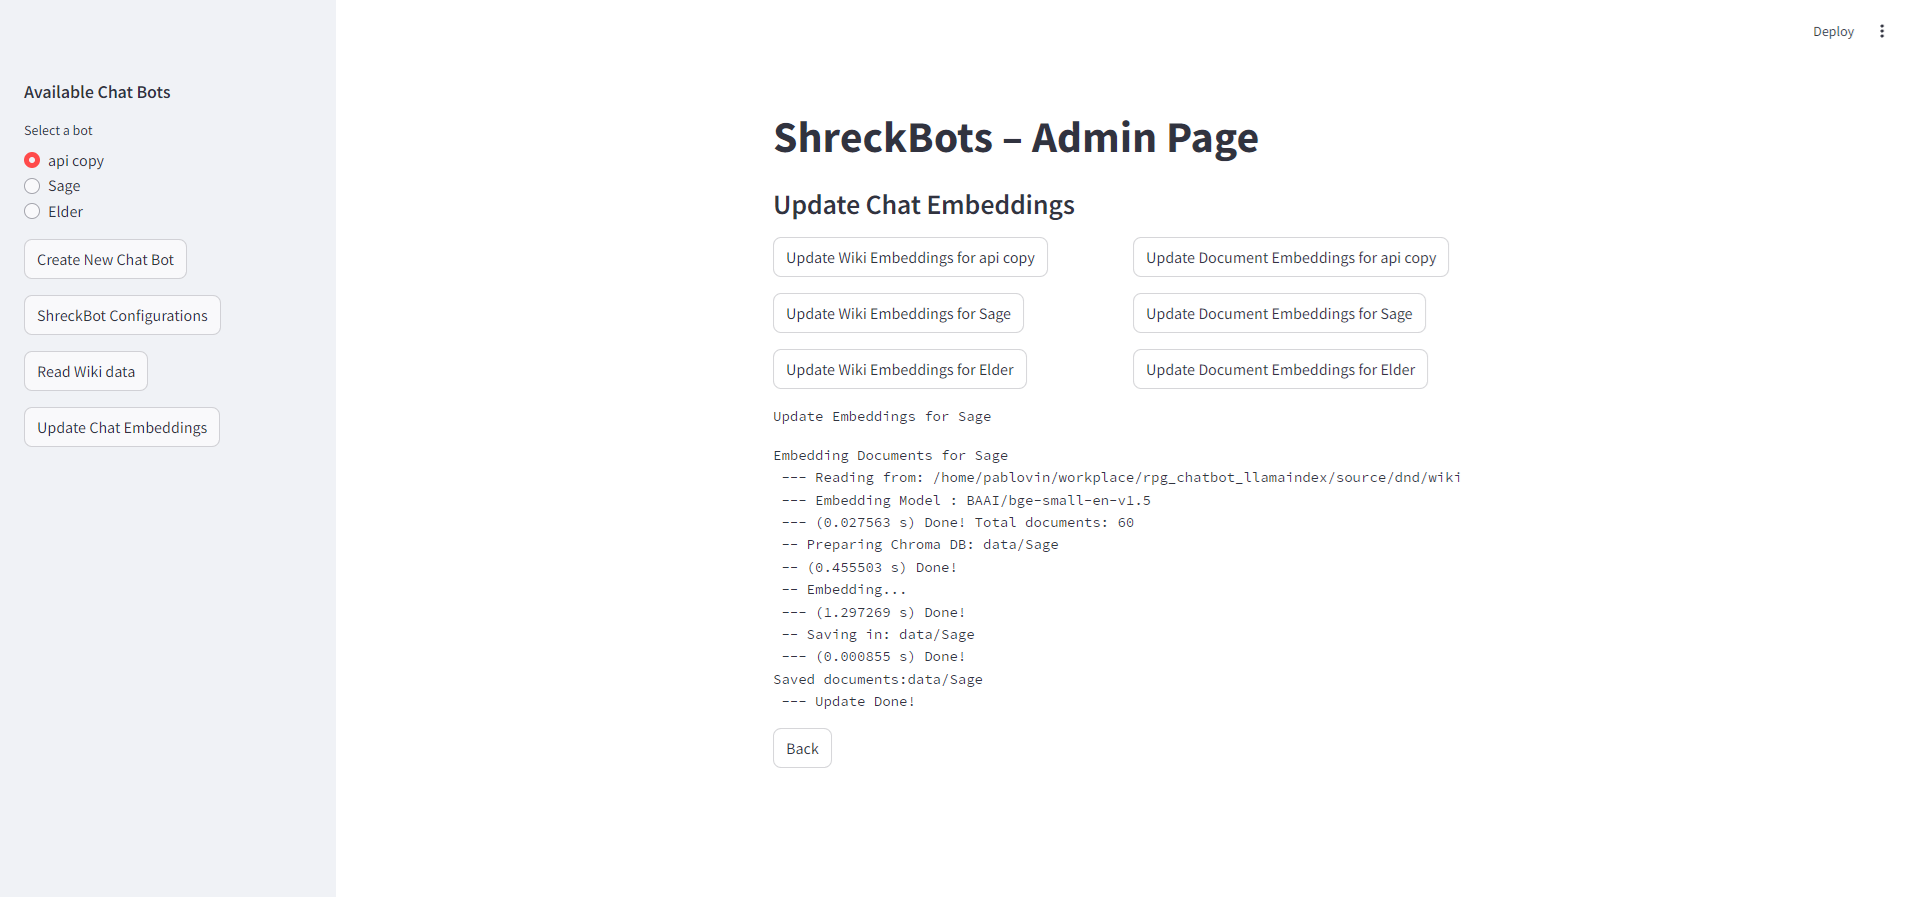 Deploy
Available Chat Bots
Select a bot
api copy
Sage
Elder
Create New Chat Bot
ShreckBot Configurations
Read Wiki data
Update Chat Embeddings
ShreckBots – Admin Page
Update Chat Embeddings
Update Wiki Embeddings for api copy
Update Document Embeddings for api copy
Update Wiki Embeddings for Sage
Update Document Embeddings for Sage
Update Wiki Embeddings for Elder
Update Document Embeddings for Elder
Update Embeddings for Sage
Embedding Documents for Sage
--- Reading from: /home/pablovin/workplace/rpg_chatbot_llamaindex/source/dnd/wiki
--- Embedding Model : BAAI/bge-small-en-v1.5
--- (0.027563 s) Done! Total documents: 60
-- Preparing Chroma DB: data/Sage
-- (0.455503 s) Done!
-- Embedding...
--- (1.297269 s) Done!
-- Saving in: data/Sage
--- (0.000855 s) Done!
Saved documents:data/Sage
--- Update Done!
Back